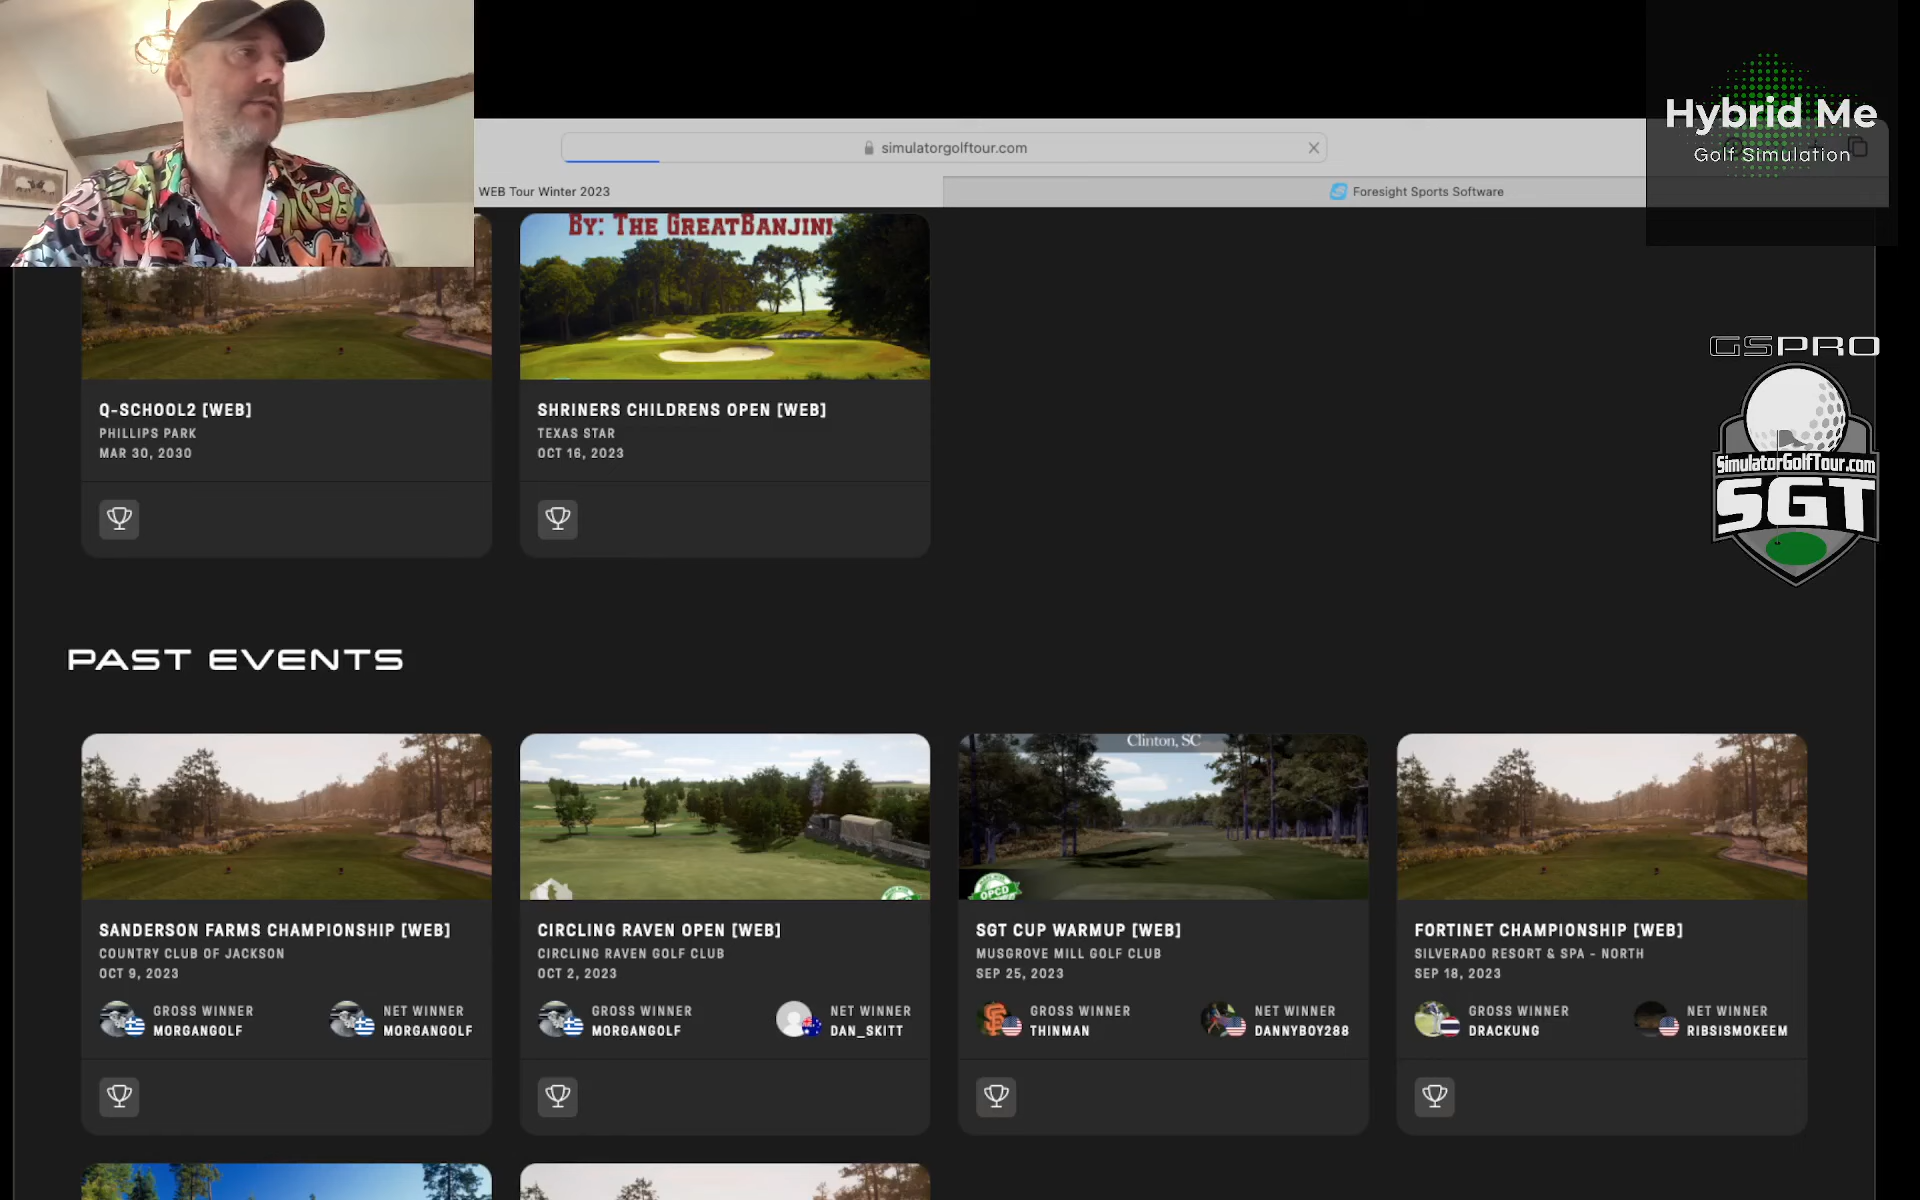 Hybrid Me
Golf Simulation
simulatorgolftour.com
WEB Tour Winter 2023
Foresight Sports Software
BY: THE GREATBANJINI
Q-SCHOOL2 [WEB]
PHILLIPS PARK
MAR 30, 2030
SHRINERS CHILDRENS OPEN [WEB]
TEXAS STAR
OCT 16, 2023
GSPRO
SimulatorGolfTour.com
SGT
PAST EVENTS
Clinton, SC
OPCD
SANDERSON FARMS CHAMPIONSHIP [WEB]
COUNTRY CLUB OF JACKSON
OCT 9, 2023
GROSS WINNER
MORGANGOLF
NET WINNER
MORGANGOLF
CIRCLING RAVEN OPEN [WEB]
CIRCLING RAVEN GOLF CLUB
OCT 2, 2023
GROSS WINNER
MORGANGOLF
NET WINNER
DAN_SKITT
SGT CUP WARMUP [WEB]
MUSGROVE MILL GOLF CLUB
SEP 25, 2023
GROSS WINNER
THINMAN
NET WINNER
DANNYBOY288
FORTINET CHAMPIONSHIP [WEB]
SILVERADO RESORT & SPA - NORTH
SEP 18, 2023
GROSS WINNER
DRACKUNG
NET WINNER
RIBSISMOKEEM